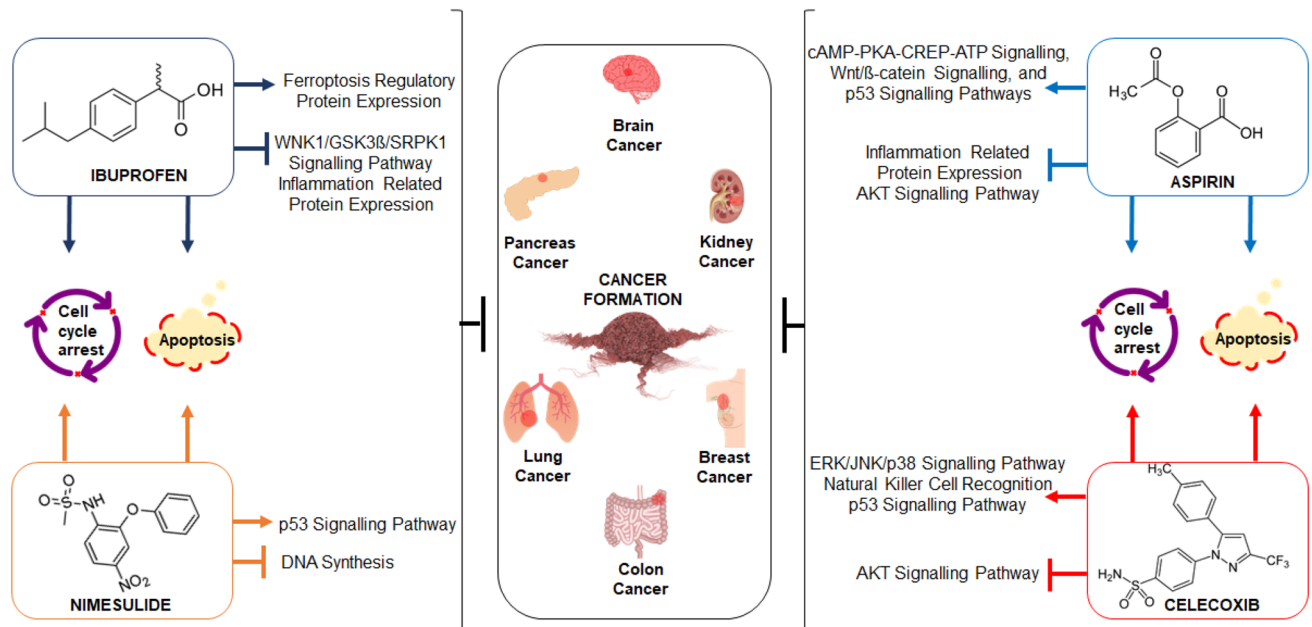 OH
O
IBUPROFEN
Ferroptosis Regulatory
Protein Expression
WNK1/GSK3ß/SRPK1
Signalling Pathway
Inflammation Related
Protein Expression
Cell
cycle
arrest
Apoptosis
O
S
O
NH
O
NO2
NIMESULIDE
p53 Signalling Pathway
DNA Synthesis
Brain
Cancer
Pancreas
Cancer
Kidney
Cancer
CANCER
FORMATION
Lung
Cancer
Breast
Cancer
Colon
Cancer
cAMP-PKA-CREP-ATP Signalling,
Wnt/ß-catein Signalling, and
p53 Signalling Pathways
Inflammation Related
Protein Expression
AKT Signalling Pathway
O
H3C
O
O
OH
ASPIRIN
Cell
cycle
arrest
Apoptosis
ERK/JNK/p38 Signalling Pathway
Natural Killer Cell Recognition
p53 Signalling Pathway
AKT Signalling Pathway
H3C
N
N
CF3
H2N
S
O
O
CELECOXIB